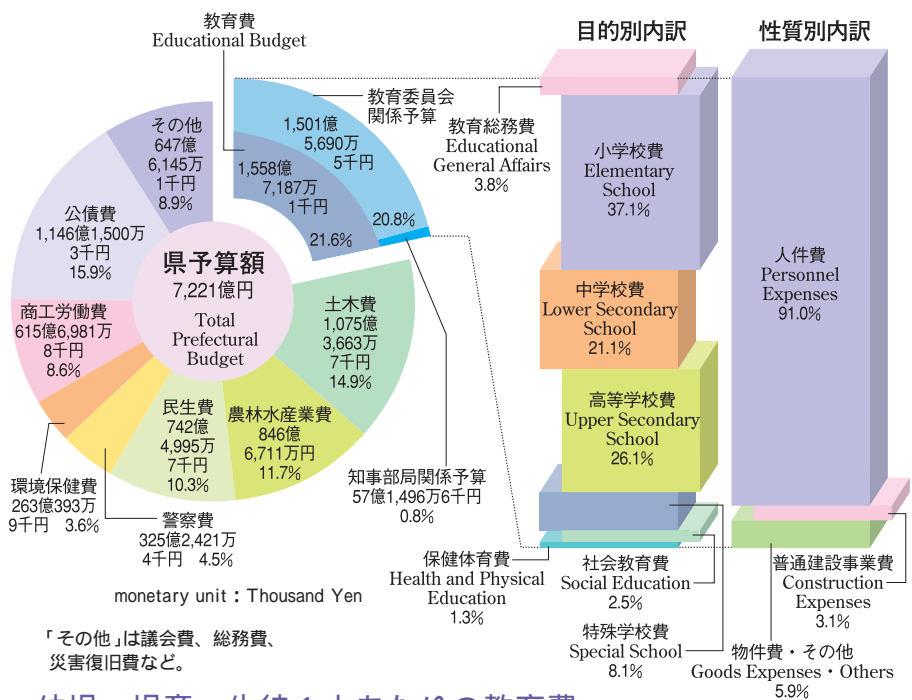 教育費
Educational Budget
教育委員会
関係予算
1,501億
5,690万
5千円
20.8%
1,558億
7,187万
1千円
21.6%
その他
647億
6,145万
1千円
8.9%
公債費
1,146億1,500万
3千円
15.9%
商工労働費
615億6,981万
8千円
8.6%
県予算額
7,221億円
Total
Prefectural
Budget
土木費
1,075億
3,663万
7千円
14.9%
農林水産業費
846億
6,711万円
11.7%
民生費
742億
4,995万
7千円
10.3%
環境保健費
263億393万
9千円 3.6%
警察費
325億2,421万
4千円 4.5%
知事部局関係予算
57億1,496万6千円
0.8%
monetary unit：Thousand Yen
「その他」は議会費、総務費、
災害復旧費など。
目的別内訳
教育総務費
Educational
General Affairs
3.8%
小学校費
Elementary
School
37.1%
中学校費
Lower Secondary
School
21.1%
高等学校費
Upper Secondary
School
26.1%
保健体育費
Health and Physical
Education
1.3%
社会教育費
Social Education
2.5%
特殊学校費
Special School
8.1%
性質別内訳
人件費
Personnel
Expenses
91.0%
普通建設事業費
Construction
Expenses
3.1%
物件費・その他
Goods Expenses・Others
5.9%